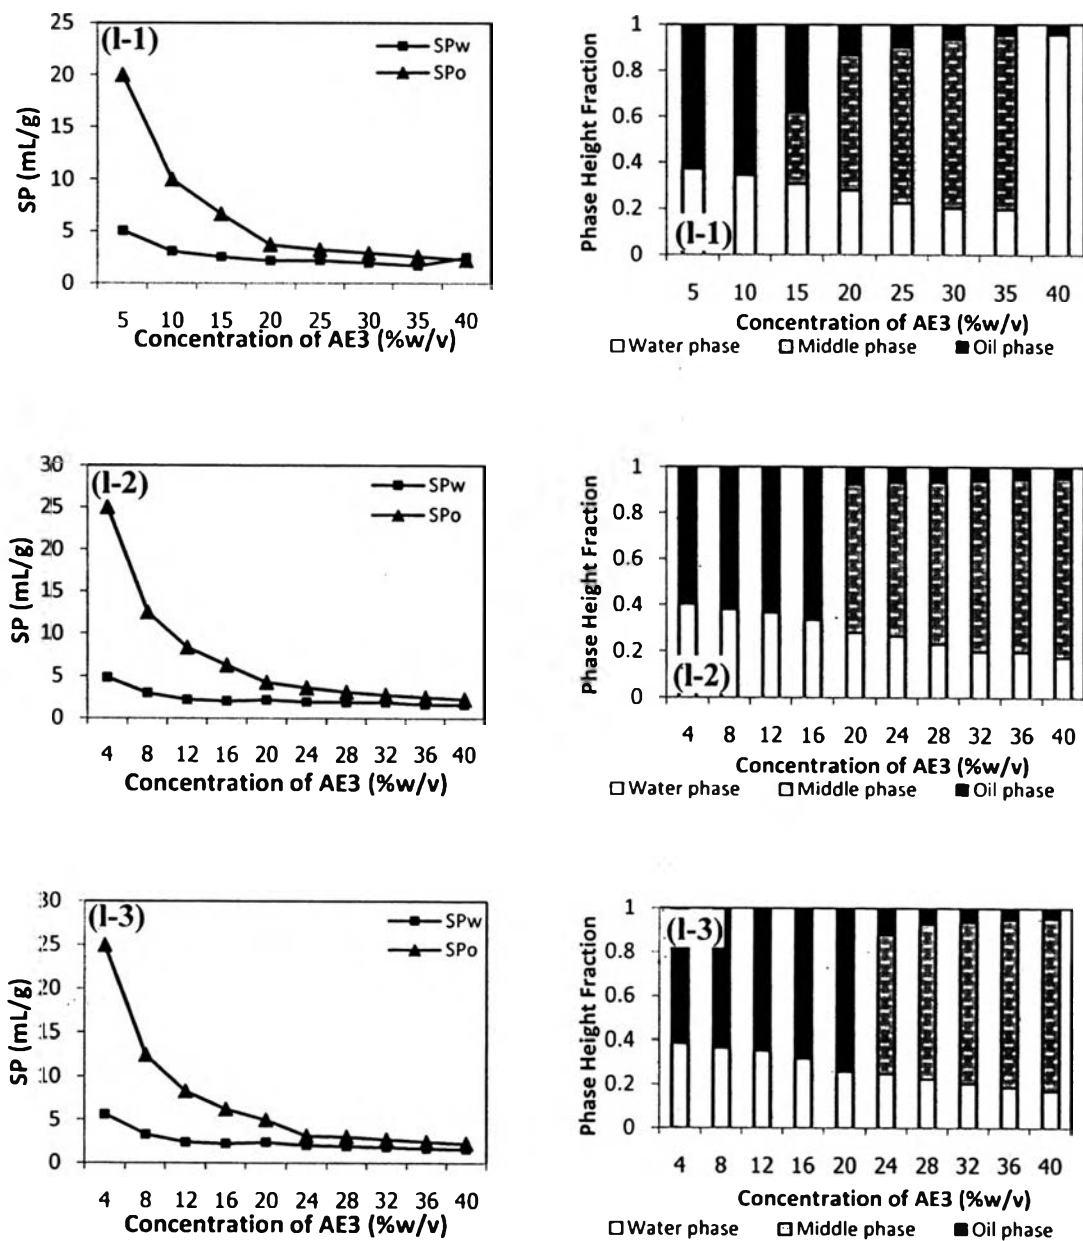 (l-1)
SPw
SPo
SP (mL/g)
25
20
15
10
5
0
5 10 15 20 25 30 35 40
Concentration of AE3 (%w/v)
(l-1)
Phase Height Fraction
1
0.8
0.6
0.4
0.2
0
5 10 15 20 25 30 35 40
Concentration of AE3 (%w/v)
Water phase Middle phase Oil phase
(l-2)
SPw
SPo
SP (mL/g)
30
25
20
15
10
5
0
4 8 12 16 20 24 28 32 36 40
Concentration of AE3 (%w/v)
(l-2)
Phase Height Fraction
1
0.8
0.6
0.4
0.2
0
4 8 12 16 20 24 28 32 36 40
Concentration of AE3 (%w/v)
Water phase Middle phase Oil phase
(l-3)
SPw
SPo
SP (mL/g)
30
25
20
15
10
5
0
4 8 12 16 20 24 28 32 36 40
Concentration of AE3 (%w/v)
(l-3)
Phase Height Fraction
1
0.8
0.6
0.4
0.2
0
4 8 12 16 20 24 28 32 36 40
Concentration of AE3 (%w/v)
Water phase Middle phase Oil phase